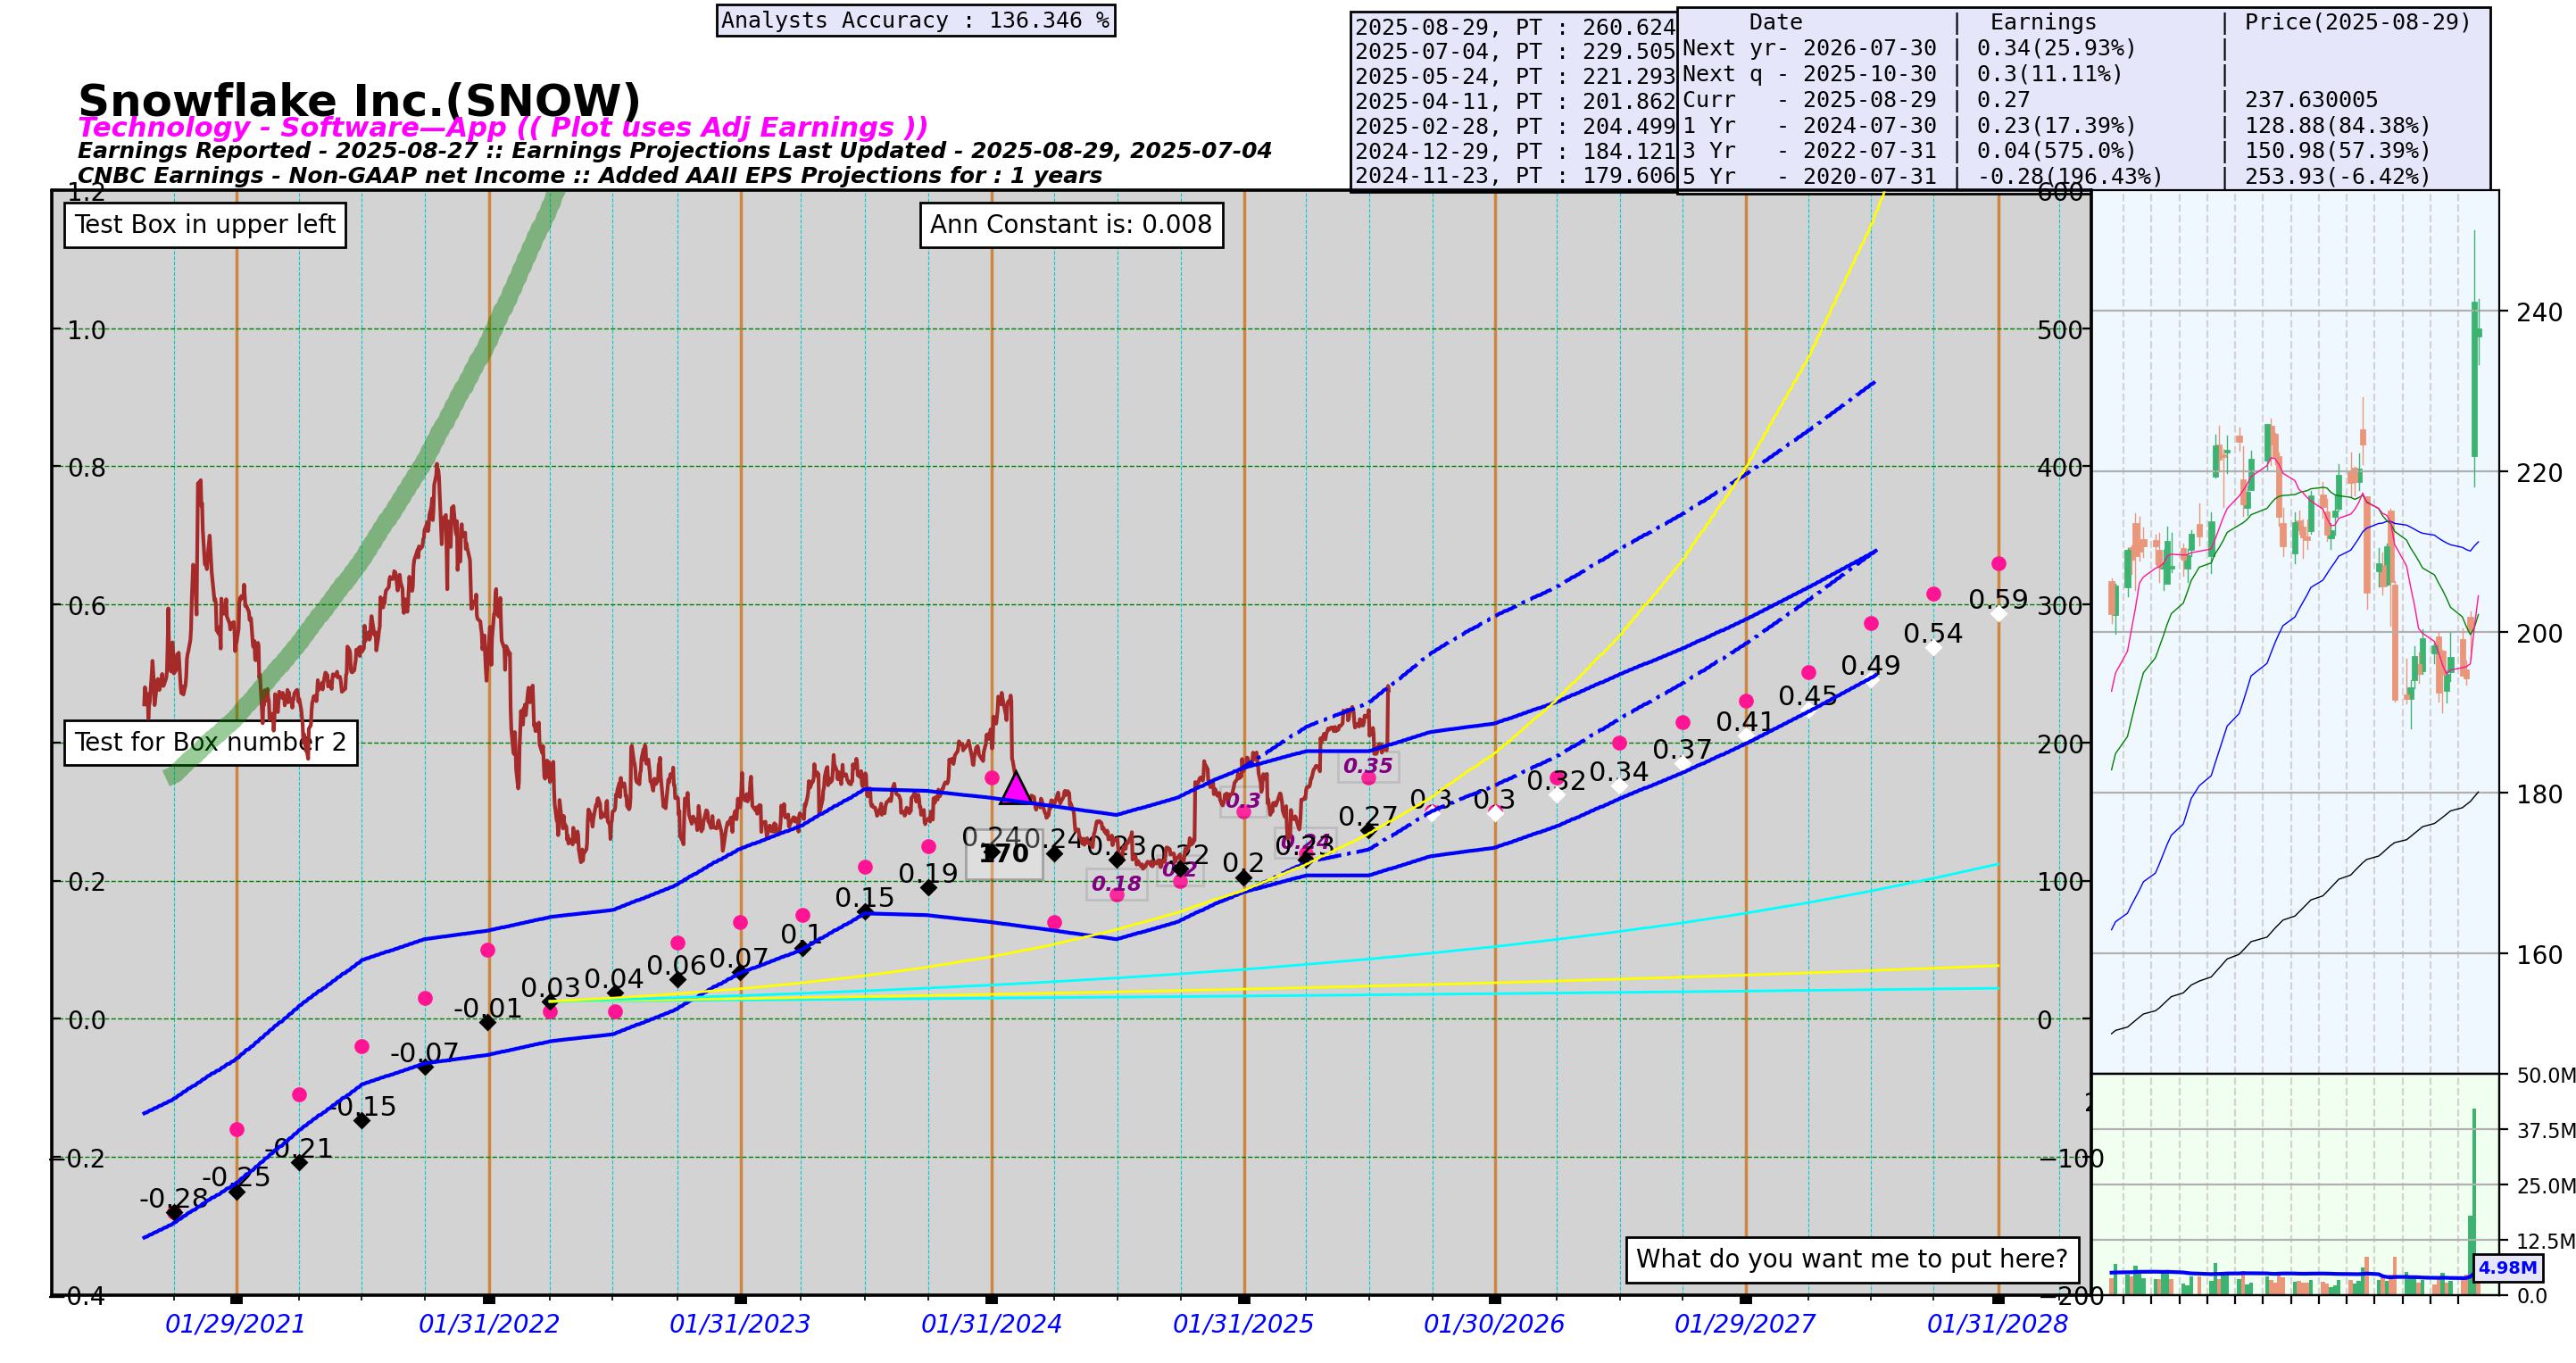 Analysts Accuracy : 136.346 %
2025-08-29, PT : 260.624
2025-07-04, PT : 229.505
2025-05-24, PT : 221.293
2025-04-11, PT : 201.862
2025-02-28, PT : 204.499
2024-12-29, PT : 184.121
2024-11-23, PT : 179.606
Date | Earnings | Price(2025-08-29)
Next yr- 2026-07-30 | 0.34(25.93%) |
Next q - 2025-10-30 | 0.3(11.11%) |
Curr - 2025-08-29 | 0.27 | 237.630005
1 Yr - 2024-07-30 | 0.23(17.39%) | 128.88(84.38%)
3 Yr - 2022-07-31 | 0.04(575.0%) | 150.98(57.39%)
5 Yr - 2020-07-31 | -0.28(196.43%) | 253.93(-6.42%)
Snowflake Inc.(SNOW)
Technology - Software—App (( Plot uses Adj Earnings ))
Earnings Reported - 2025-08-27 :: Earnings Projections Last Updated - 2025-08-29, 2025-07-04
CNBC Earnings - Non-GAAP net Income :: Added AAII EPS Projections for : 1 years
1.2
600
Test Box in upper left
Ann Constant is: 0.008
240
1.0
500
0.8
400
220
0.6
300
0.59
0.54
200
0.49
0.45
0.41
0.37
Test for Box number 2
200
0.35
0.34
0.32
0.3
0.3
0.3
180
0.27
0.24
0.24
0.23
0.22
0.2
0.24
0.23
0.2
370
0.18
0.2
100
0.19
0.15
160
0.1
0.07
0.06
0.04
0.03
-0.01
0.0
0
-0.07
50.0M
-0.15
37.5M
-0.21
−0.2
−100
-0.25
-0.28
25.0M
12.5M
What do you want me to put here?
4.98M
−0.4
−200
0.0
01/29/2021
01/31/2022
01/31/2023
01/31/2024
01/31/2025
01/30/2026
01/29/2027
01/31/2028